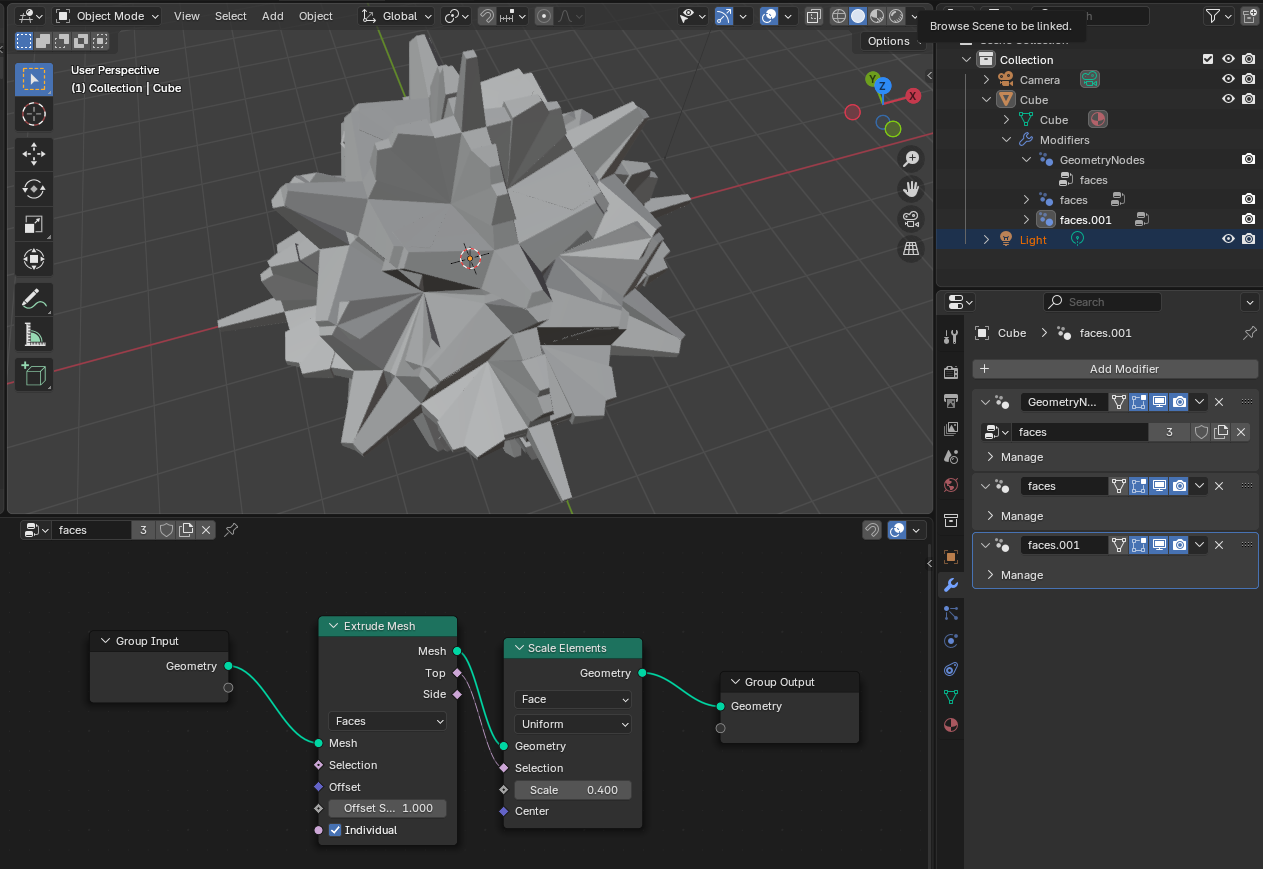 Object Mode
View
Select
Add
Object
Global
Browse Scene to be linked.
Options
User Perspective
(1) Collection | Cube
Y
Z
X
Collection
Camera
Cube
Cube
Modifiers
GeometryNodes
faces
faces
faces.001
Light
Search
Cube
faces.001
Add Modifier
GeometryN...
faces
3
Manage
faces
Manage
faces.001
Manage
faces
3
Group Input
Geometry
Extrude Mesh
Mesh
Top
Side
Faces
Mesh
Selection
Offset
Offset S... 1.000
Individual
Scale Elements
Geometry
Face
Uniform
Geometry
Selection
Scale 0.400
Center
Group Output
Geometry